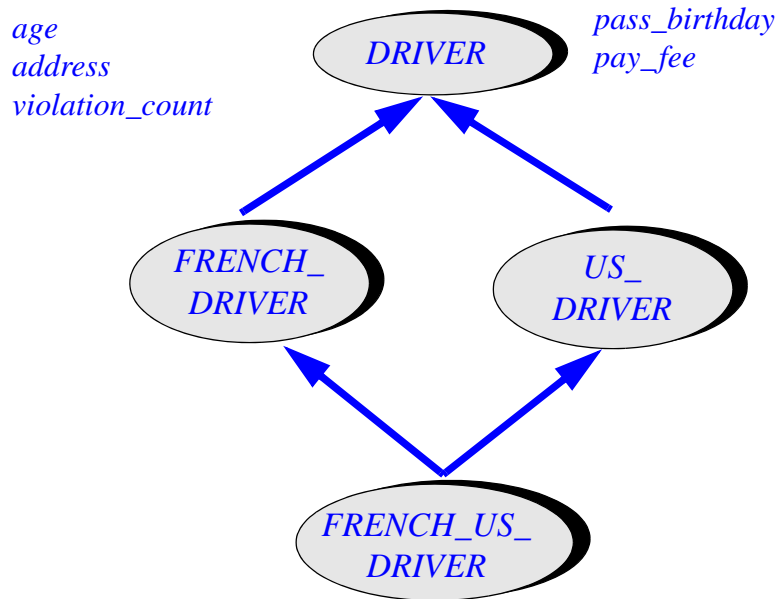 age
address
violation_count
DRIVER
pass_birthday
pay_fee
FRENCH_
DRIVER
US_
DRIVER
FRENCH_US_
DRIVER